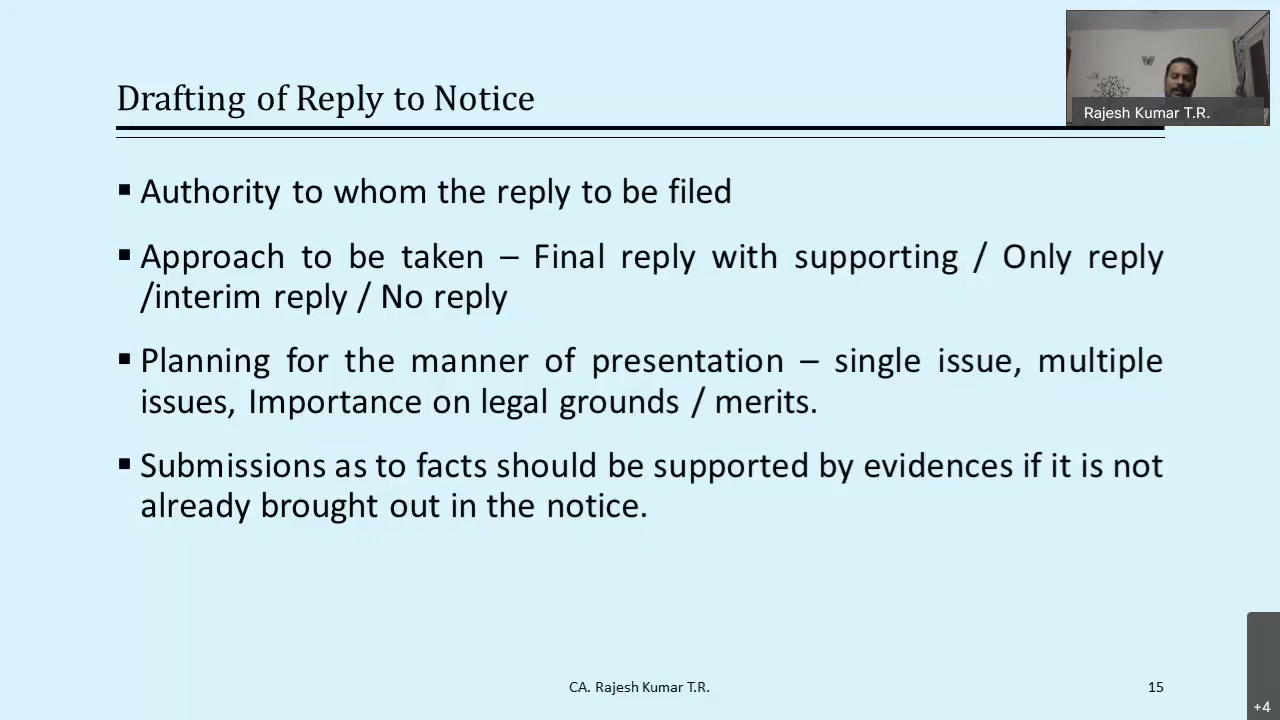 Drafting of Reply to Notice
Rajesh Kumar T.R.
▪ Authority to whom the reply to be filed
▪ Approach to be taken – Final reply with supporting / Only reply
/interim reply / No reply
▪ Planning for the manner of presentation – single issue, multiple
issues, Importance on legal grounds / merits.
▪ Submissions as to facts should be supported by evidences if it is not
already brought out in the notice.
CA. Rajesh Kumar T.R.
15
+4